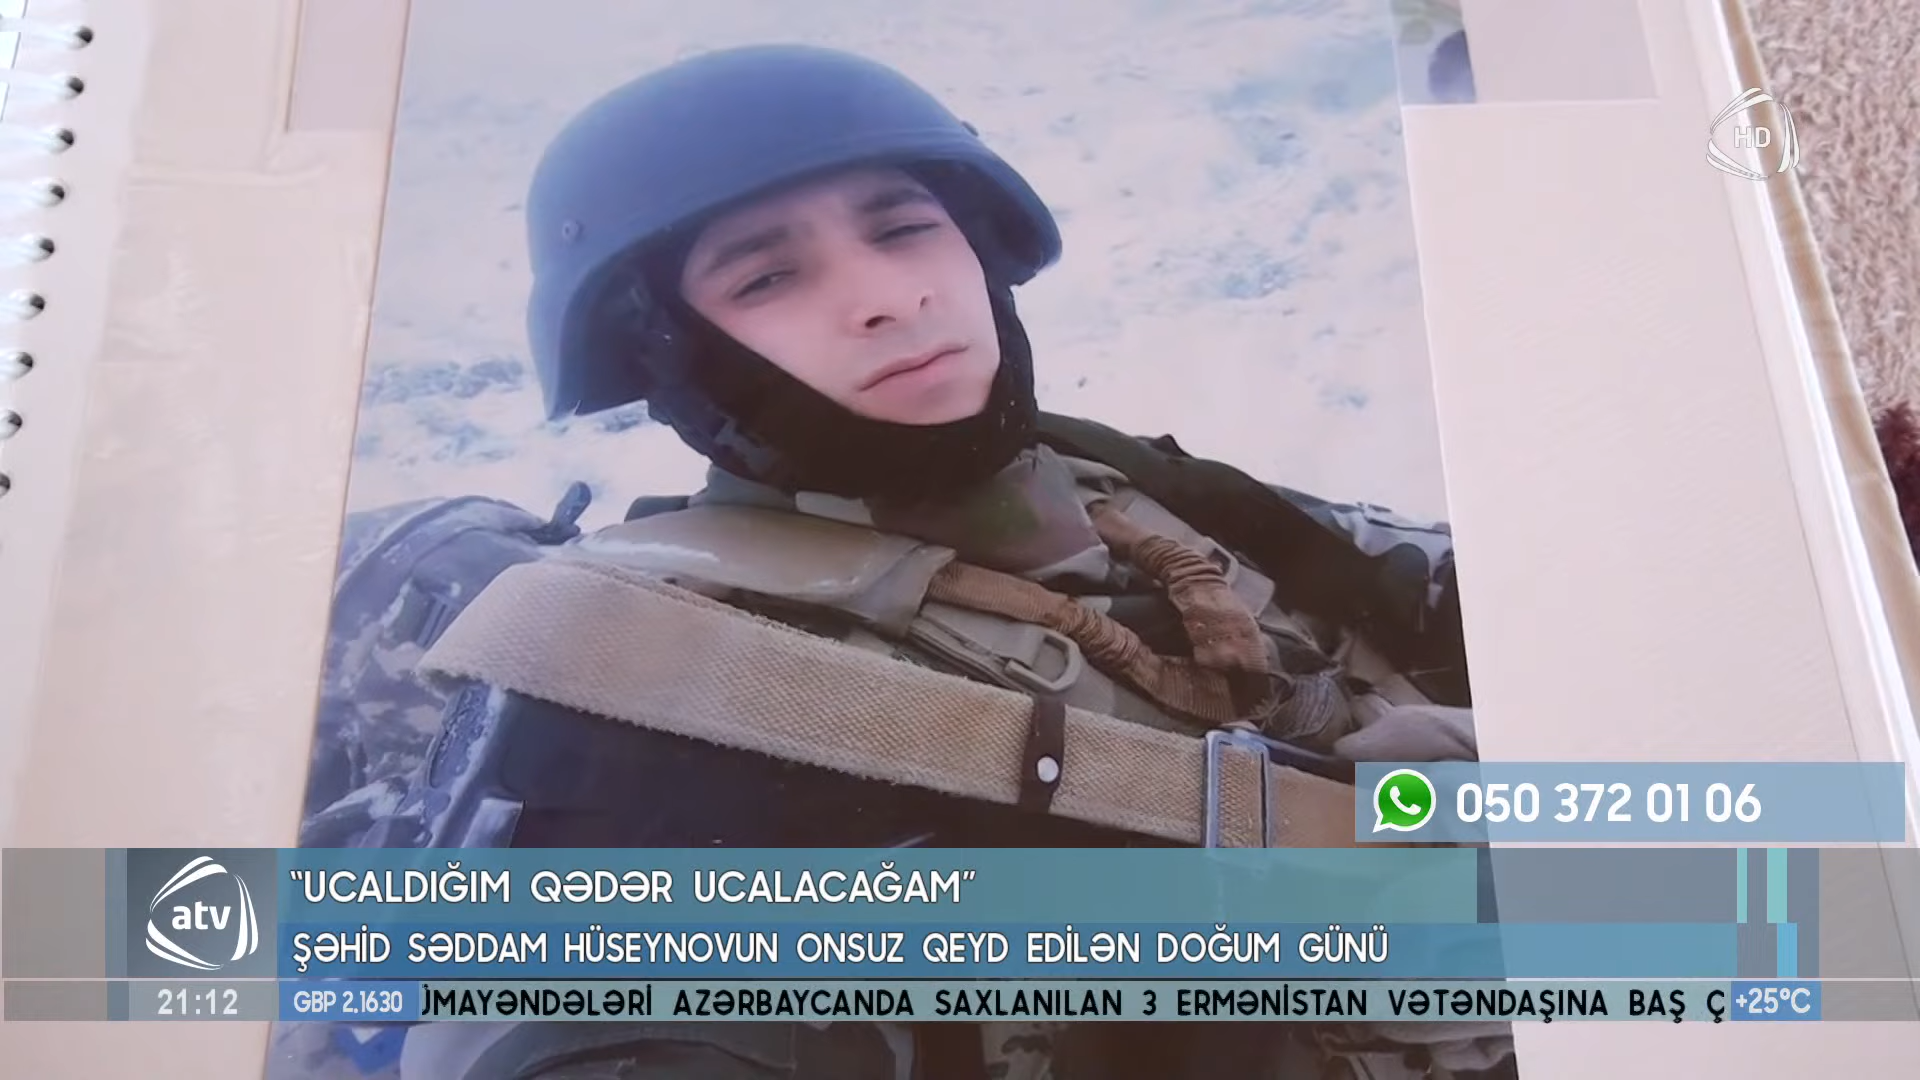 HD
050 372 01 06
atv
“UCALDIĞIM QƏDƏR UCALACAĞAM”
ŞƏHİD SƏDDAM HÜSEYNOVUN ONSUZ QEYD EDİLƏN DOĞUM GÜNÜ
21:12
GBP 2.1630
ÜMAYƏNDƏLƏRİ AZƏRBAYCANDA SAXLANILAN 3 ERMƏNİSTAN VƏTƏNDAŞINA BAŞ Ç
+25°C